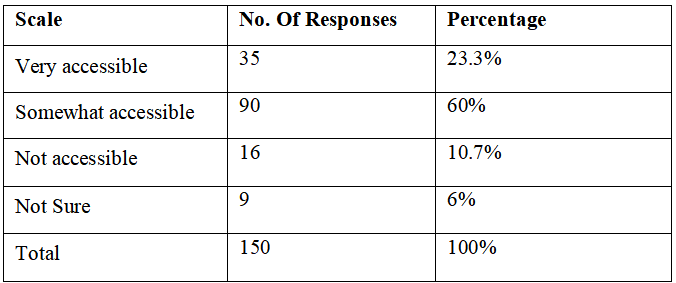 Scale No. Of Responses Percentage
Very accessible 35 23.3%
Somewhat accessible 90 60%
Not accessible 16 10.7%
Not Sure 9 6%
Total 150 100%